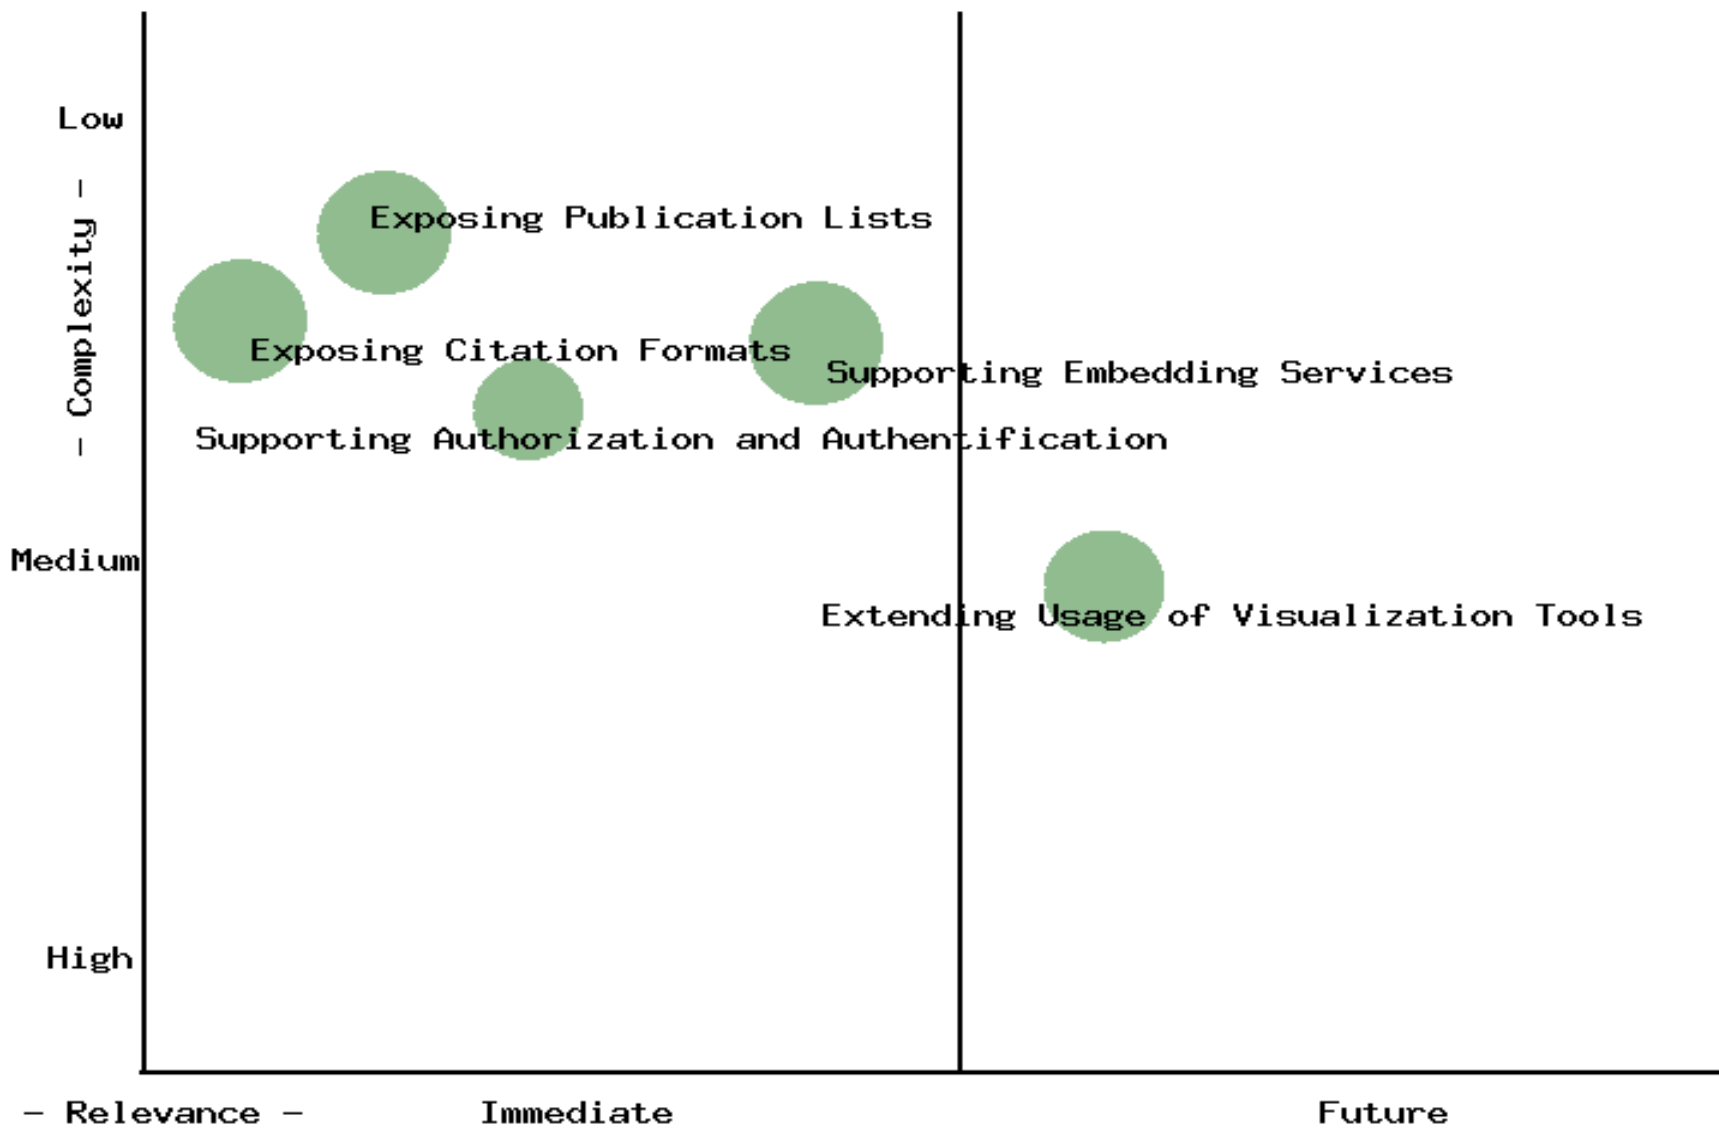 Low
- Complexity -
Exposing Publication Lists
Exposing Citation Formats
Supporting Embedding Services
Supporting Authorization and Authentification
Medium
Extending Usage of Visualization Tools
High
- Relevance -
Immediate
Future